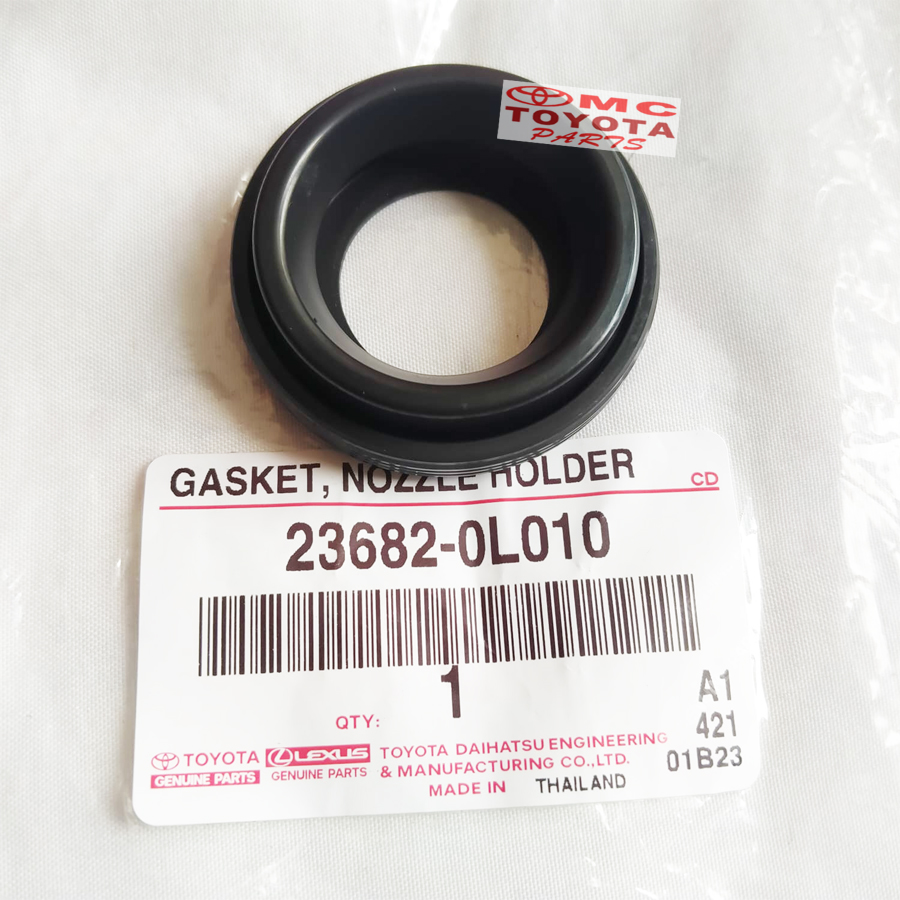 MC
TOYOTA
PARTS
GASKET, NOZZLE HOLDER
CD
23682-0L010
1
QTY:
A1
421
01B23
TOYOTA
GENUINE PARTS
LEXUS
GENUINE PARTS
TOYOTA DAIHATSU ENGINEERING
& MANUFACTURING CO.,LTD.
MADE IN THAILAND